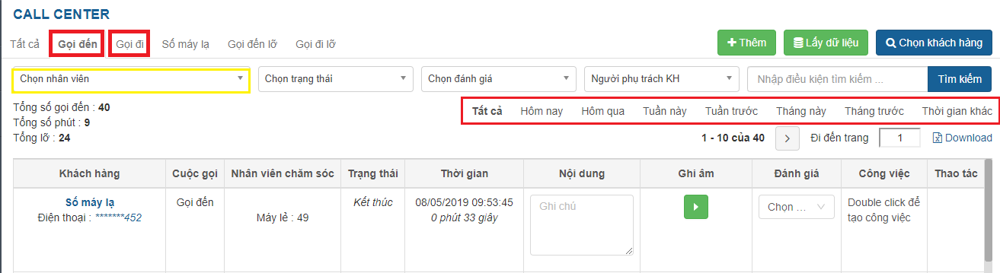 CALL CENTER
Tất cả Gọi đến Gọi đi Số máy lạ Gọi đến lỡ Gọi đi lỡ Thêm Lấy dữ liệu Chọn khách hàng
Chọn nhân viên Chọn trạng thái Chọn đánh giá Người phụ trách KH Nhập điều kiện tìm kiếm ... Tìm kiếm
Tổng số gọi đến : 40
Tổng số phút : 9
Tổng lỡ : 24
Tất cả Hôm nay Hôm qua Tuần này Tuần trước Tháng này Tháng trước Thời gian khác
1 - 10 của 40 Đi đến trang 1 Download
Khách hàng Cuộc gọi Nhân viên chăm sóc Trạng thái Thời gian Nội dung Ghi âm Đánh giá Công việc Thao tác
Số máy lạ Gọi đến Kết thúc 08/05/2019 09:53:45 Ghi chú Chọn ... Double click để
Điện thoại : *******452 Máy lẻ : 49 0 phút 33 giây tạo công việc